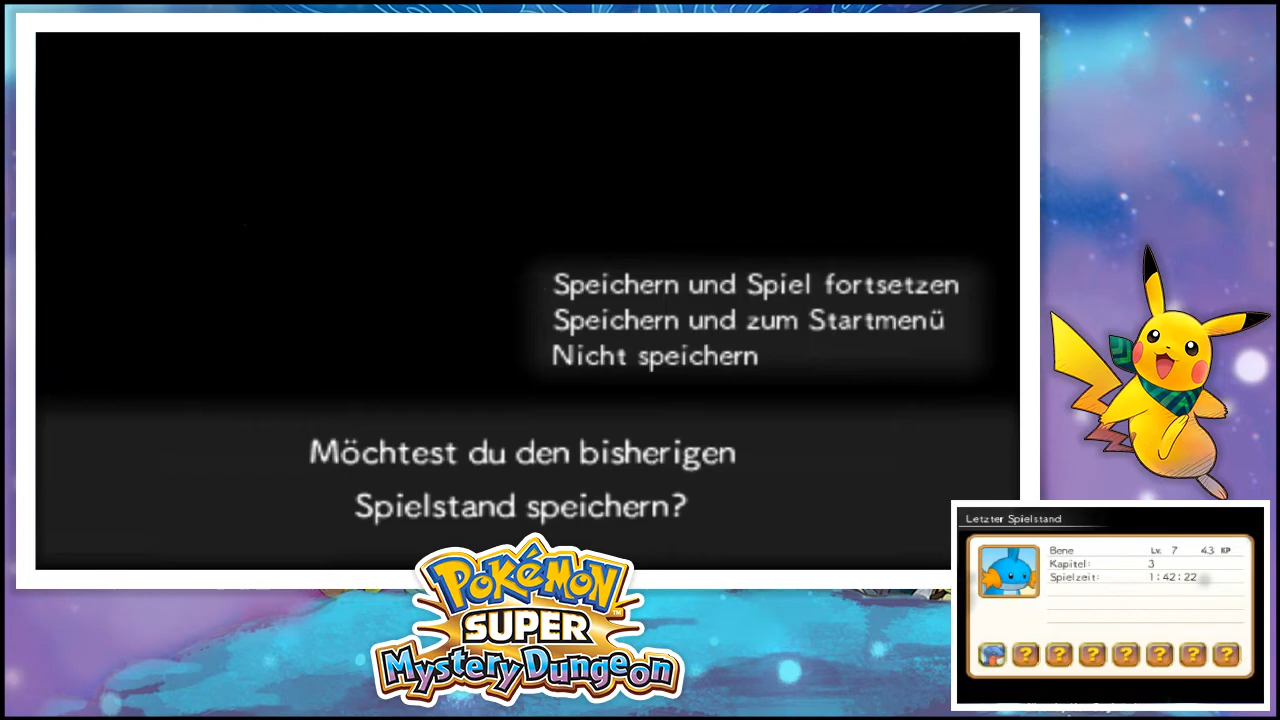 Speichern und Spiel fortsetzen
Speichern und zum Startmenü
Nicht speichern
Möchtest du den bisherigen
Spielstand speichern?
POKÉMON
SUPER
Mystery Dungeon
Letzter Spielstand
Bene Lv. 7 43 KP
Kapitel: 3
Spielzeit: 1:42:22
? ? ? ? ? ? ?